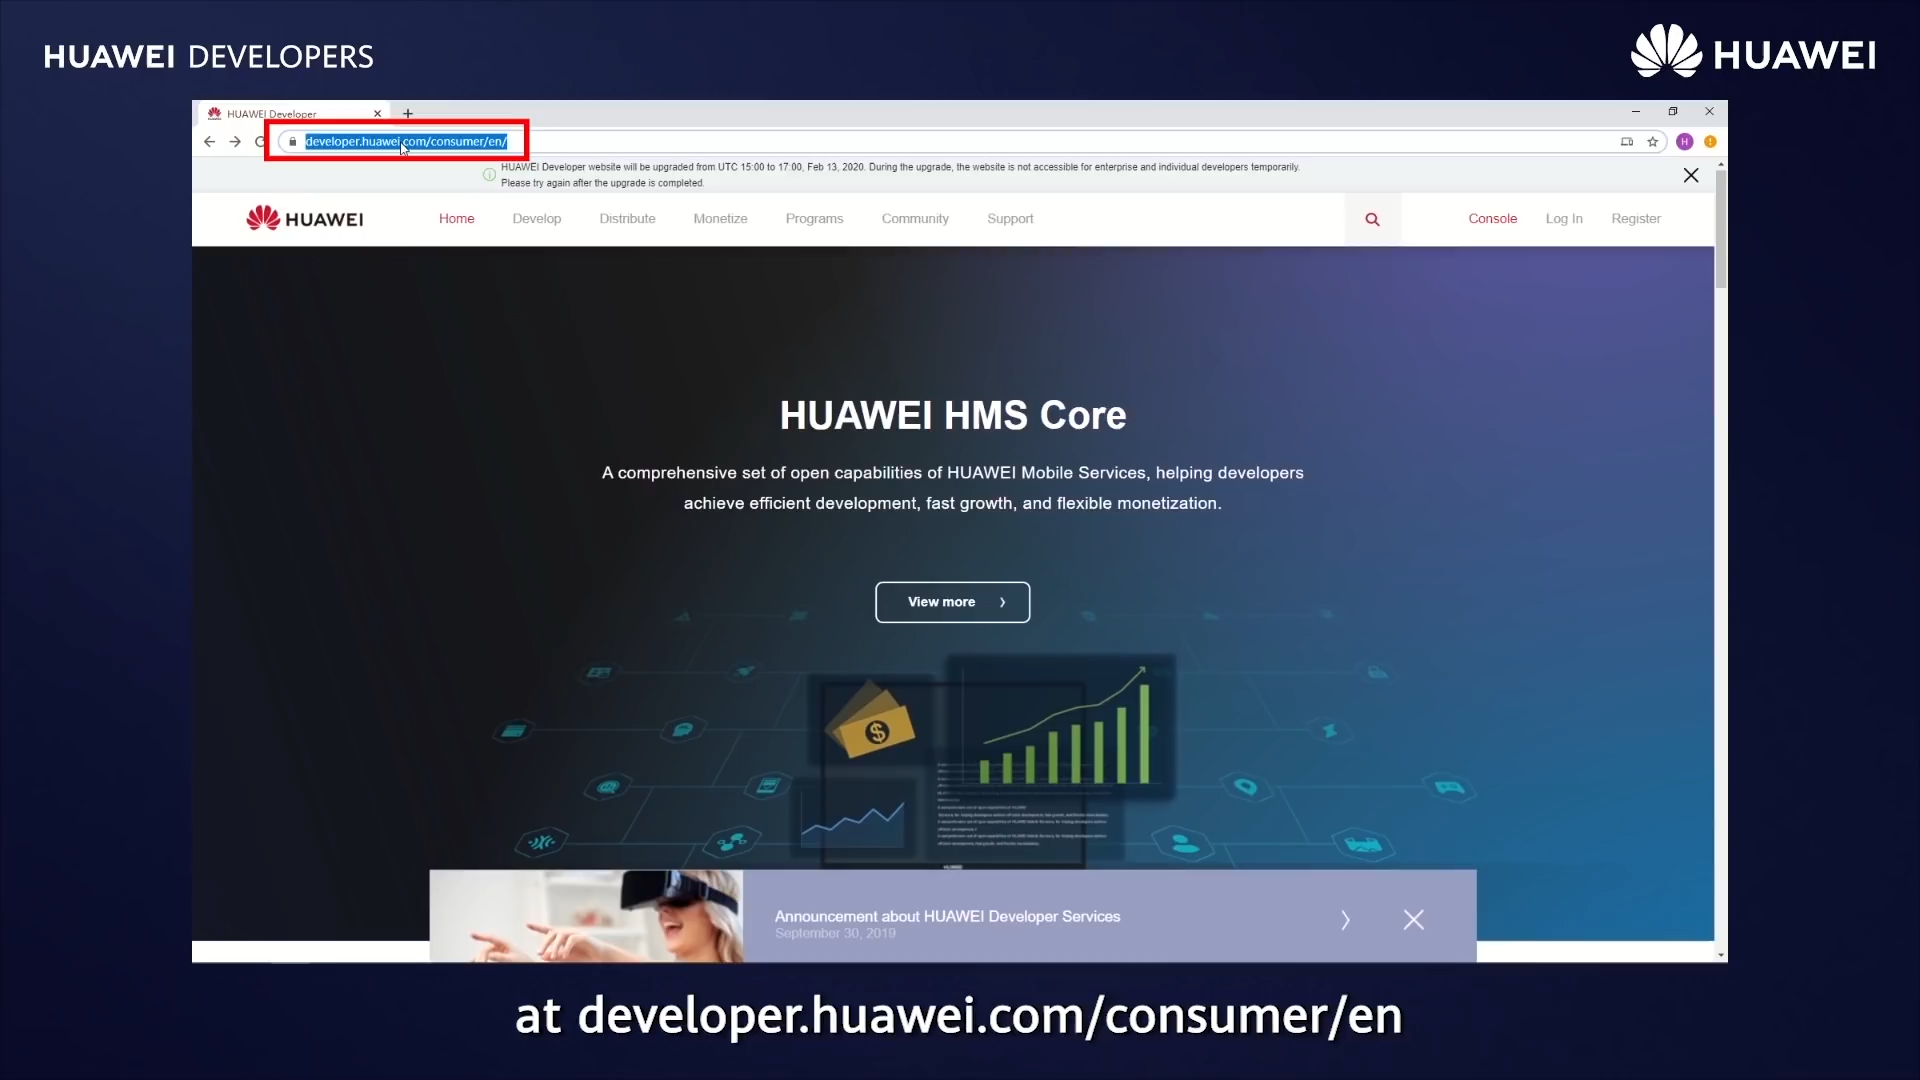 HUAWEI DEVELOPERS
HUAWEI
HUAWEI Developer
developer.huawei.com/consumer/en/
H
HUAWEI Developer website will be upgraded from UTC 15:00 to 17:00, Feb 13, 2020. During the upgrade, the website is not accessible for enterprise and individual developers temporarily.
Please try again after the upgrade is completed.
HUAWEI
Home Develop Distribute Monetize Programs Community Support
Console Log In Register
HUAWEI HMS Core
A comprehensive set of open capabilities of HUAWEI Mobile Services, helping developers
achieve efficient development, fast growth, and flexible monetization.
View more
$
Announcement about HUAWEI Developer Services
September 30, 2019
at developer.huawei.com/consumer/en